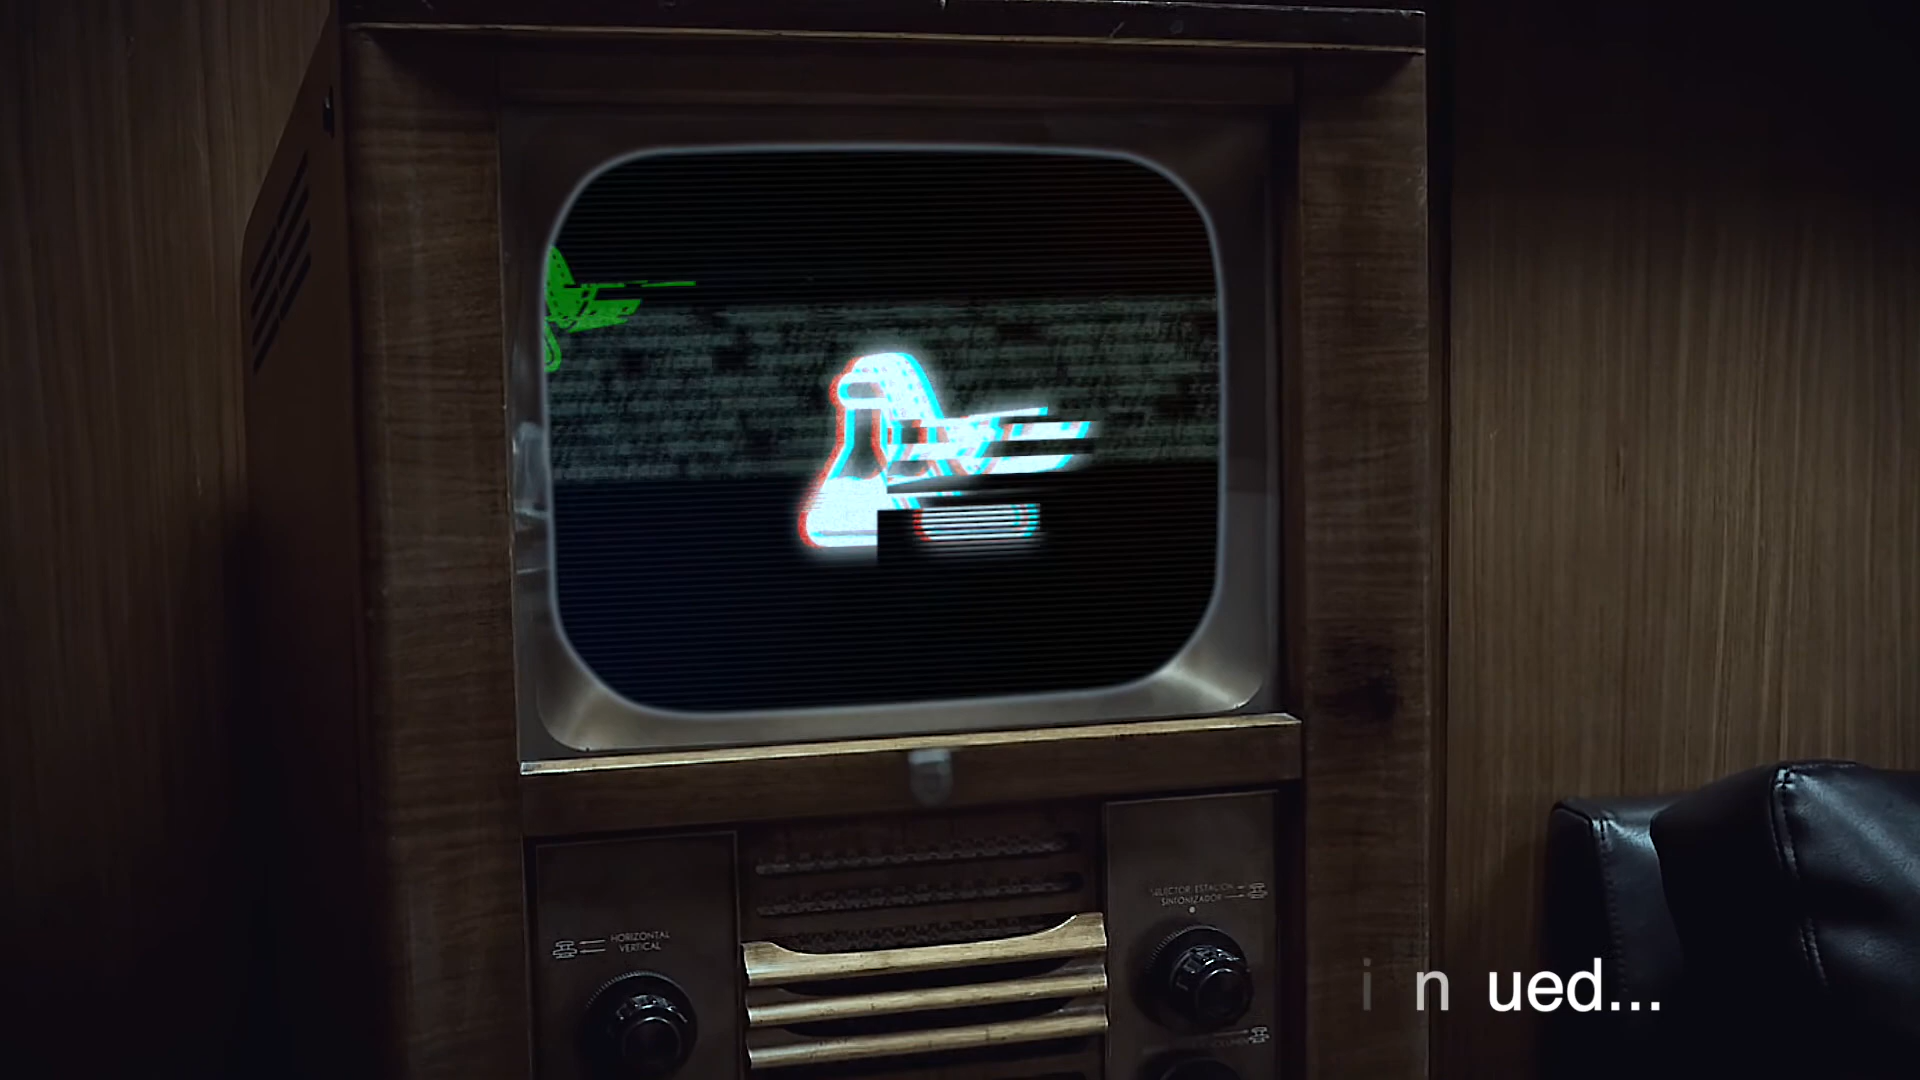 SELECTOR ESTACION
SINTONIZADOR
HORIZONTAL
VERTICAL
i n ued...